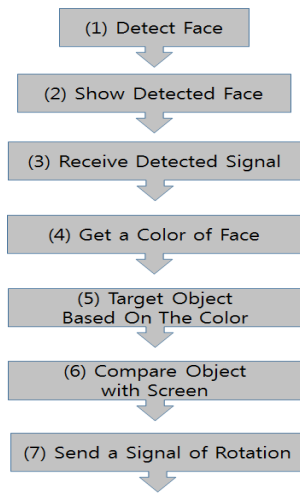 (1) Detect Face
(2) Show Detected Face
(3) Receive Detected Signal
(4) Get a Color of Face
(5) Target Object
Based On The Color
(6) Compare Object
with Screen
(7) Send a Signal of Rotation